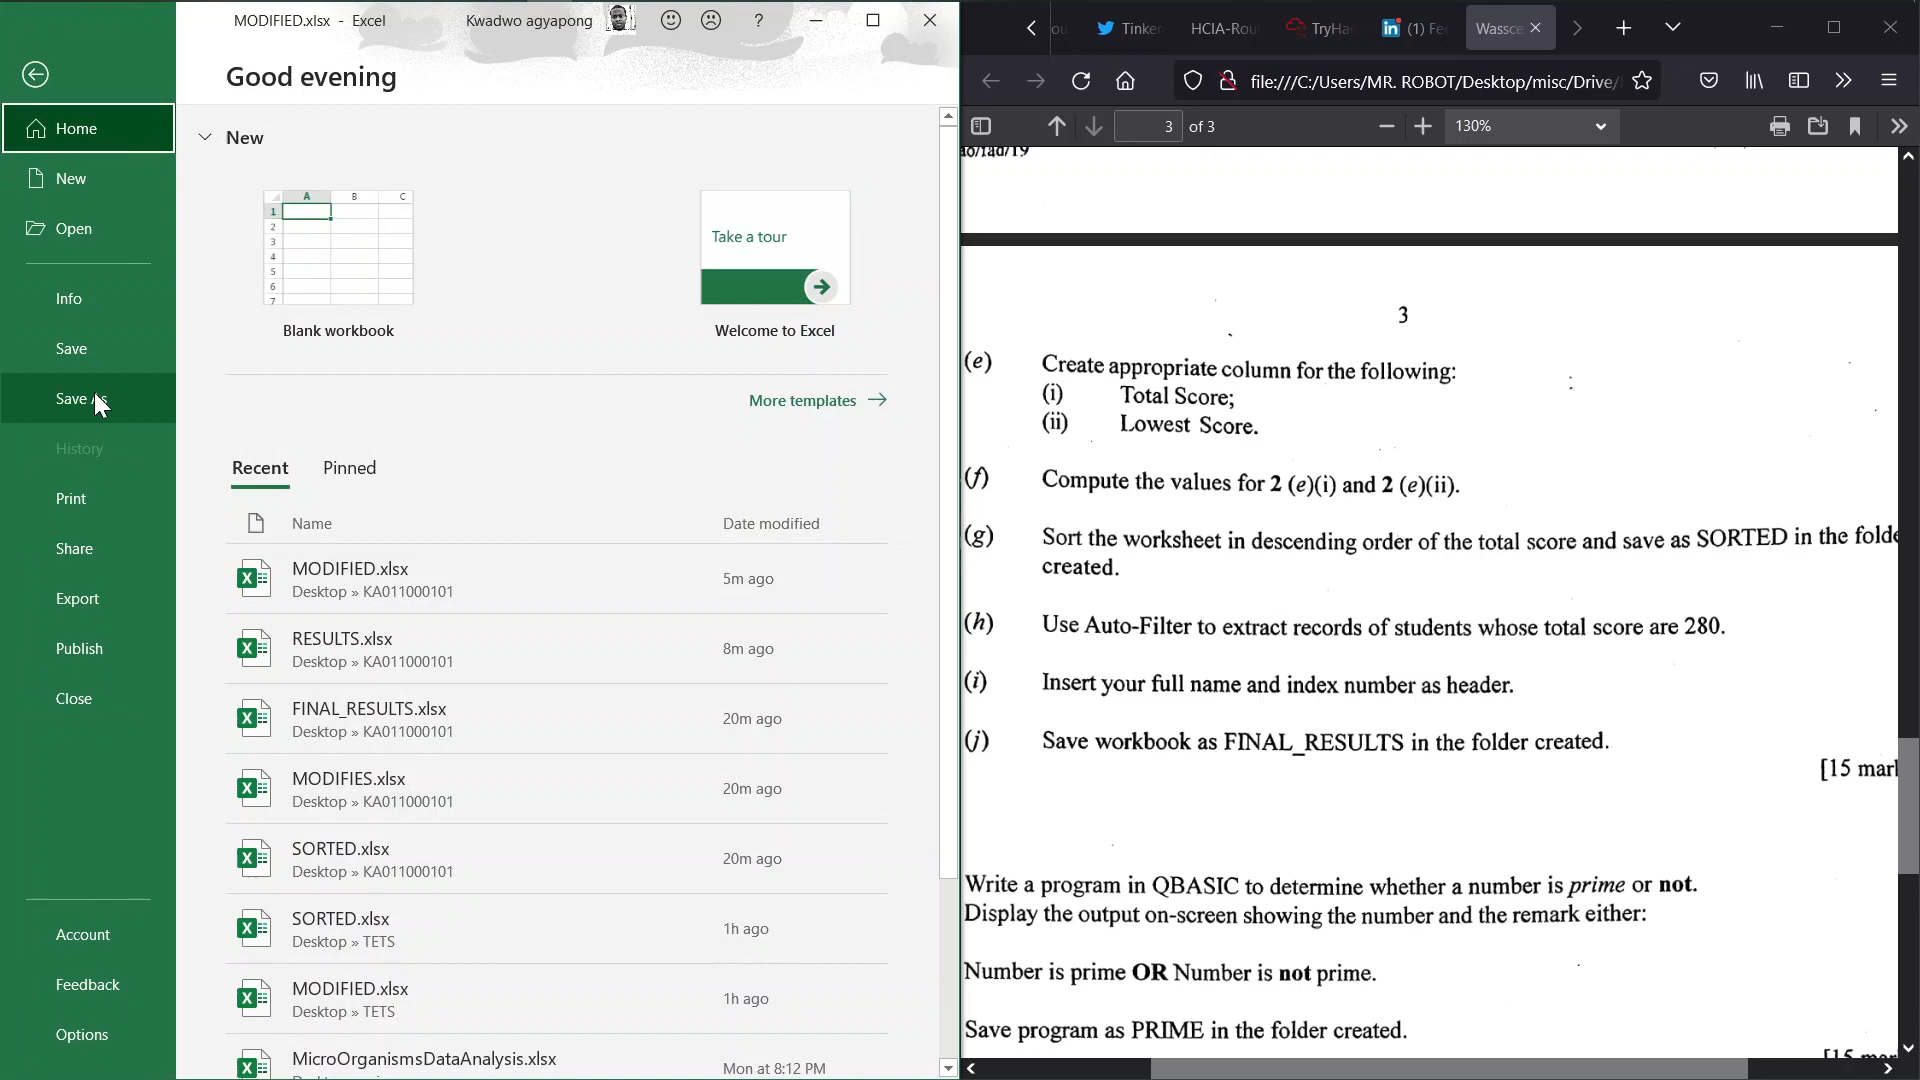 MODIFIED.xlsx - Excel
Kwadwo agyapong
?
Good evening
Home
New
Open
Info
Save
Save As
History
Print
Share
Export
Publish
Close
Account
Feedback
Options
New
A B C
1
2
3
4
5
6
7
Blank workbook
Take a tour
Welcome to Excel
More templates
Recent
Pinned
Name
Date modified
MODIFIED.xlsx
Desktop » KA011000101
5m ago
RESULTS.xlsx
Desktop » KA011000101
8m ago
FINAL_RESULTS.xlsx
Desktop » KA011000101
20m ago
MODIFIES.xlsx
Desktop » KA011000101
20m ago
SORTED.xlsx
Desktop » KA011000101
20m ago
SORTED.xlsx
Desktop » TETS
1h ago
MODIFIED.xlsx
Desktop » TETS
1h ago
MicroOrganismsDataAnalysis.xlsx
Mon at 8:12 PM
Tinker
HCIA-Rou
TryHa
in
(1) Fee
Wassce
file:///C:/Users/MR. ROBOT/Desktop/misc/Drive/
3 of 3
130%
3
(e) Create appropriate column for the following:
(i) Total Score;
(ii) Lowest Score.
(f) Compute the values for 2 (e)(i) and 2 (e)(ii).
(g) Sort the worksheet in descending order of the total score and save as SORTED in the folde
created.
(h) Use Auto-Filter to extract records of students whose total score are 280.
(i) Insert your full name and index number as header.
(j) Save workbook as FINAL_RESULTS in the folder created.
[15 mar
Write a program in QBASIC to determine whether a number is prime or not.
Display the output on-screen showing the number and the remark either:
Number is prime OR Number is not prime.
Save program as PRIME in the folder created.